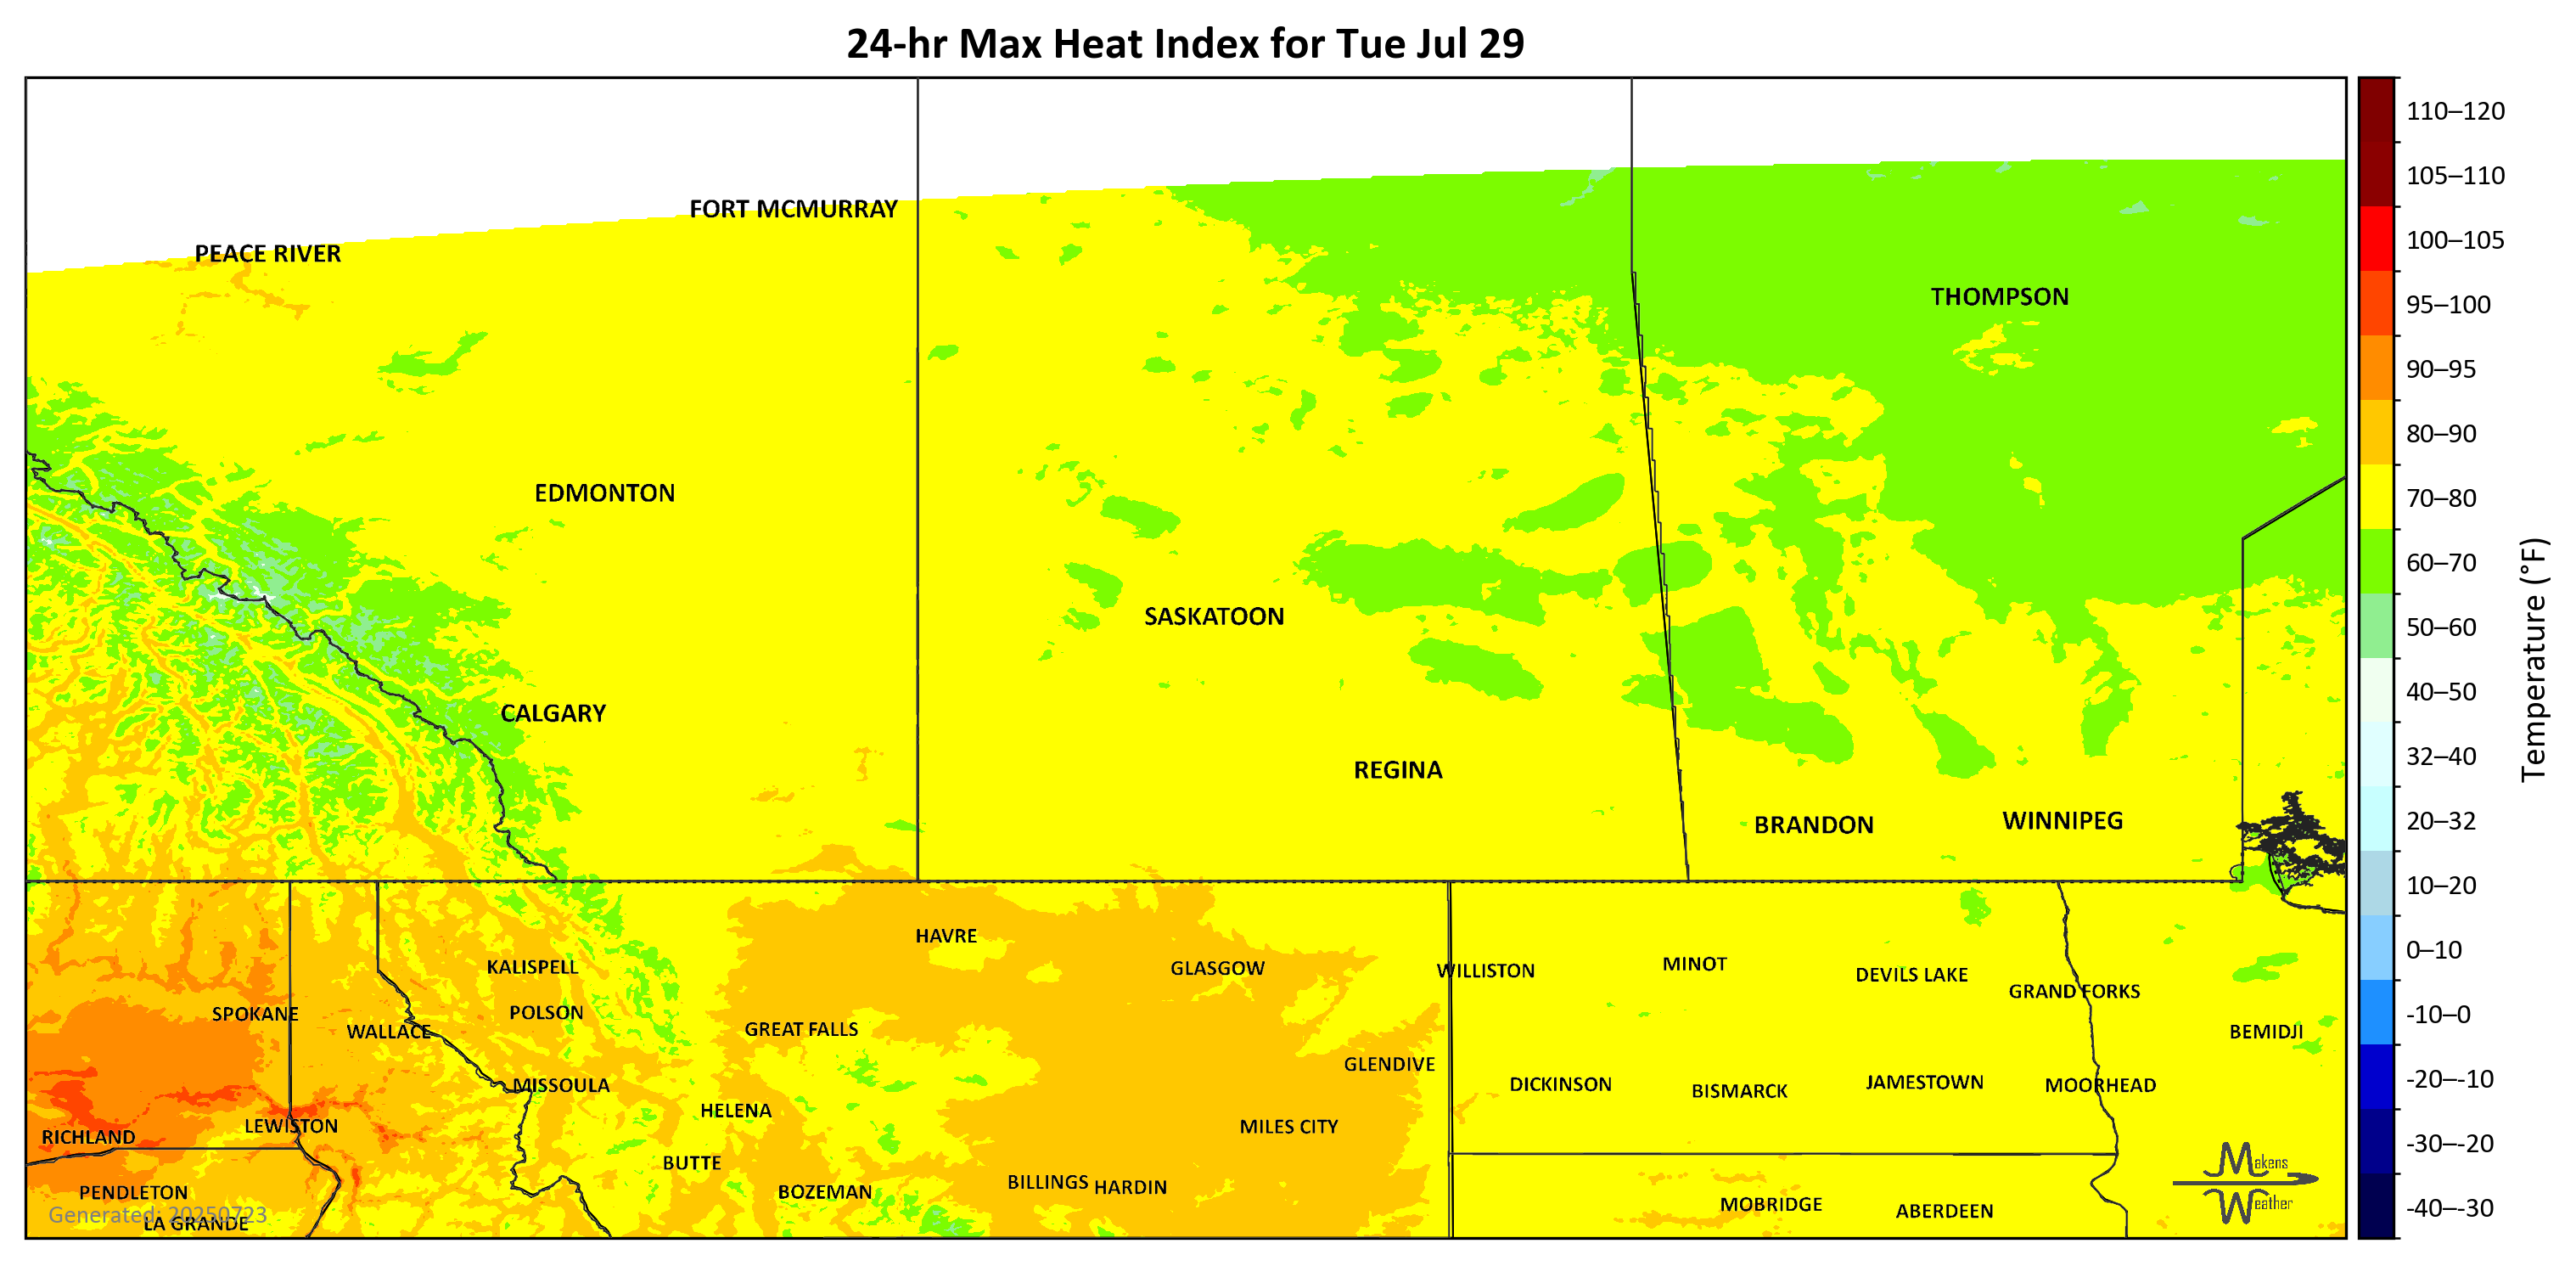 24-hr Max Heat Index for Tue Jul 29
FORT MCMURRAY
PEACE RIVER
THOMPSON
EDMONTON
SASKATOON
CALGARY
REGINA
BRANDON
WINNIPEG
HAVRE
KALISPELL
GLASGOW
WILLISTON
MINOT
DEVILS LAKE
GRAND FORKS
SPOKANE
POLSON
WALLACE
GREAT FALLS
BEMIDJI
GLENDIVE
MISSOULA
DICKINSON
BISMARCK
JAMESTOWN
MOORHEAD
HELENA
LEWISTON
MILES CITY
RICHLAND
BUTTE
PENDLETON
BOZEMAN
BILLINGS
HARDIN
MOBRIDGE
ABERDEEN
Generated: 20250723
LA GRANDE
Makens
Weather
110–120
105–110
100–105
95–100
90–95
80–90
70–80
60–70
50–60
40–50
32–40
20–32
10–20
0–10
-10–0
-20–-10
-30–-20
-40–-30
Temperature (°F)